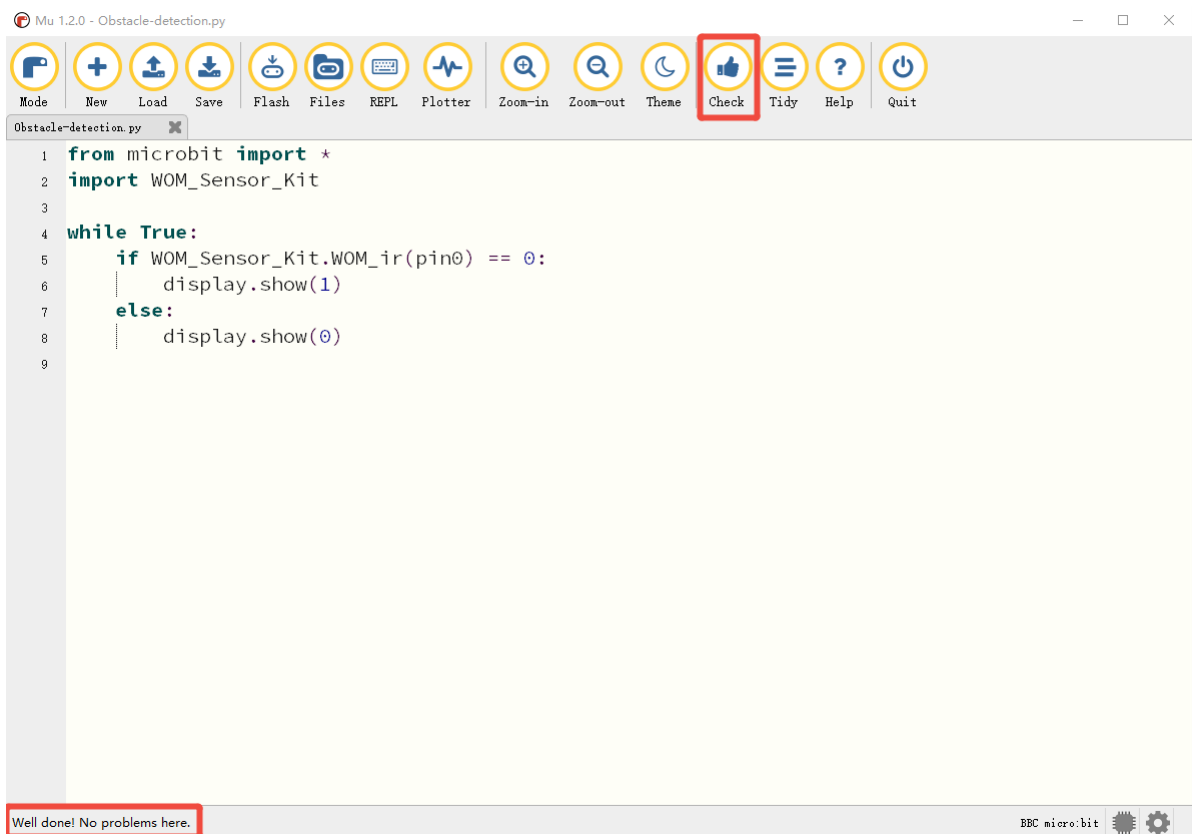 Mu 1.2.0 - Obstacle-detection.py
Mode New Load Save Flash Files REPL Plotter Zoom-in Zoom-out Theme Check Tidy Help Quit
Obstacle-detection.py
1 from microbit import *
2 import WOM_Sensor_Kit
3
4 while True:
5     if WOM_Sensor_Kit.WOM_ir(pin0) == 0:
6         display.show(1)
7     else:
8         display.show(0)
9
Well done! No problems here. BBC micro:bit